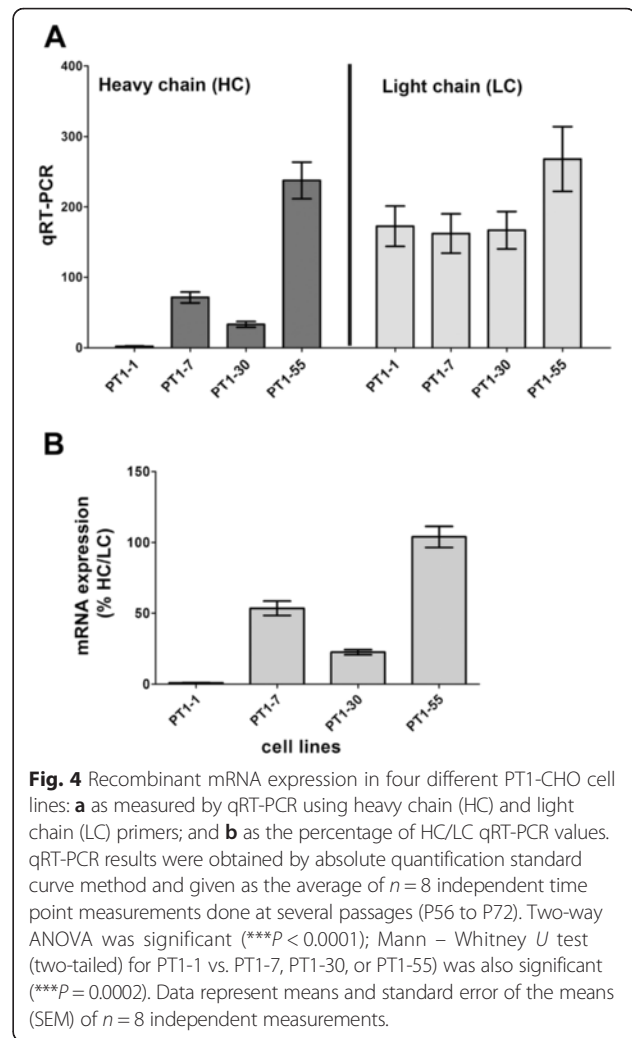 A
400
300
200
100
0
qRT-PCR
Heavy chain (HC)
Light chain (LC)
PT1-1
PT1-7
PT1-30
PT1-55
PT1-1
PT1-7
PT1-30
PT1-55
B
150
100
50
0
mRNA expression
(% HC/LC)
PT1-1
PT1-7
PT1-30
PT1-55
cell lines
Fig. 4 Recombinant mRNA expression in four different PT1-CHO cell
lines: a as measured by qRT-PCR using heavy chain (HC) and light
chain (LC) primers; and b as the percentage of HC/LC qRT-PCR values.
qRT-PCR results were obtained by absolute quantification standard
curve method and given as the average of n = 8 independent time
point measurements done at several passages (P56 to P72). Two-way
ANOVA was significant (***P < 0.0001); Mann – Whitney U test
(two-tailed) for PT1-1 vs. PT1-7, PT1-30, or PT1-55) was also significant
(***P = 0.0002). Data represent means and standard error of the means
(SEM) of n = 8 independent measurements.